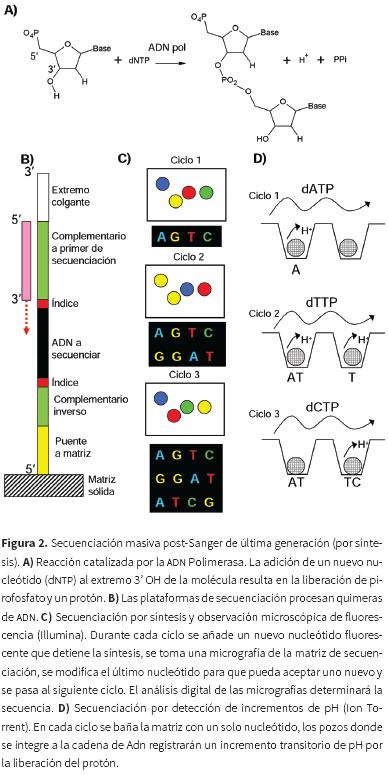 A)
O₄P
5'
O
Base
3'
H
O
H
+ dNTP
ADN pol
O₄P
O
Base
O
H
PO₂
O
O
Base
HO
H
+ H⁺ + PPi
B)
3'
Extremo
colgante
5'
Complementario
a primer de
secuenciación
3'
Índice
ADN a
secuenciar
Índice
Complementario
inverso
Puente
a matriz
5'
Matriz
sólida
C)
Ciclo 1
A G T C
Ciclo 2
A G T C
G G A T
Ciclo 3
A G T C
G G A T
A T C G
D)
dATP
Ciclo 1
H⁺
A
dTTP
Ciclo 2
H⁺ H⁺
AT T
dCTP
Ciclo 3
H⁺
AT TC
Figura 2. Secuenciación masiva post-Sanger de última generación (por sínte-
sis). A) Reacción catalizada por la ADN Polimerasa. La adición de un nuevo nu-
cleótido (dNTP) al extremo 3' OH de la molécula resulta en la liberación de pi-
rofosfato y un protón. B) Las plataformas de secuenciación procesan quimeras
de ADN. C) Secuenciación por síntesis y observación microscópica de fluores-
cencia (Illumina). Durante cada ciclo se añade un nuevo nucleótido fluores-
cente que detiene la síntesis, se toma una micrografía de la matriz de secuen-
ciación, se modifica el último nucleótido para que pueda aceptar uno nuevo y
se pasa al siguiente ciclo. El análisis digital de las micrografías determinará la
secuencia. D) Secuenciación por detección de incrementos de pH (Ion To-
rrent). En cada ciclo se baña la matriz con un solo nucleótido, los pozos donde
se integre a la cadena de Adn registrarán un incremento transitorio de pH por
la liberación del protón.